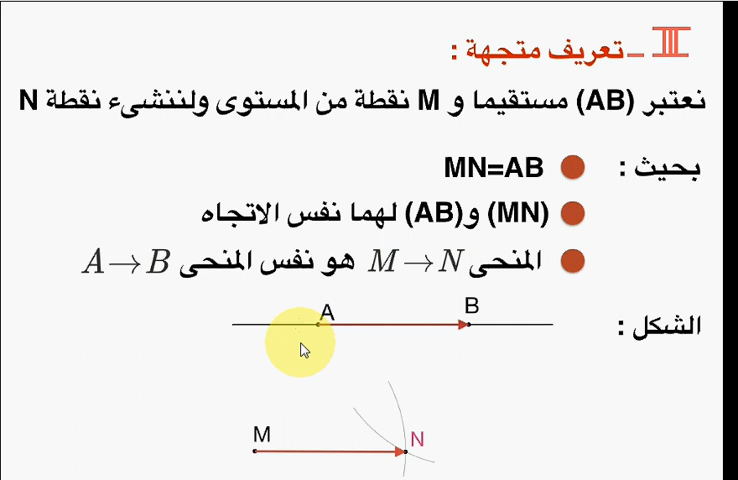 III _ تعريف متجهة :
نعتبر (AB) مستقيما و M نقطة من المستوى ولننشىء نقطة N
بحيث : MN=AB
(MN) و(AB) لهما نفس الاتجاه
المنحى M→N هو نفس المنحى A→B
الشكل :
A B
M N